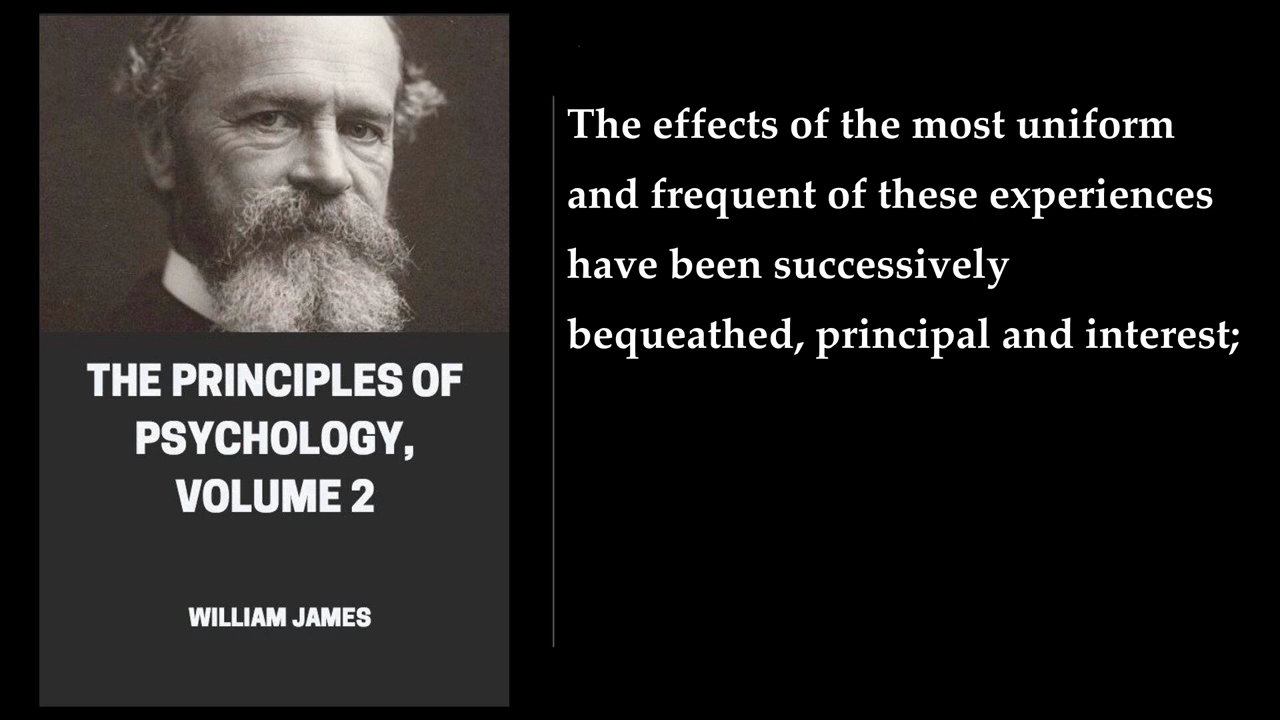 THE PRINCIPLES OF
PSYCHOLOGY,
VOLUME 2
WILLIAM JAMES
The effects of the most uniform
and frequent of these experiences
have been successively
bequeathed, principal and interest;